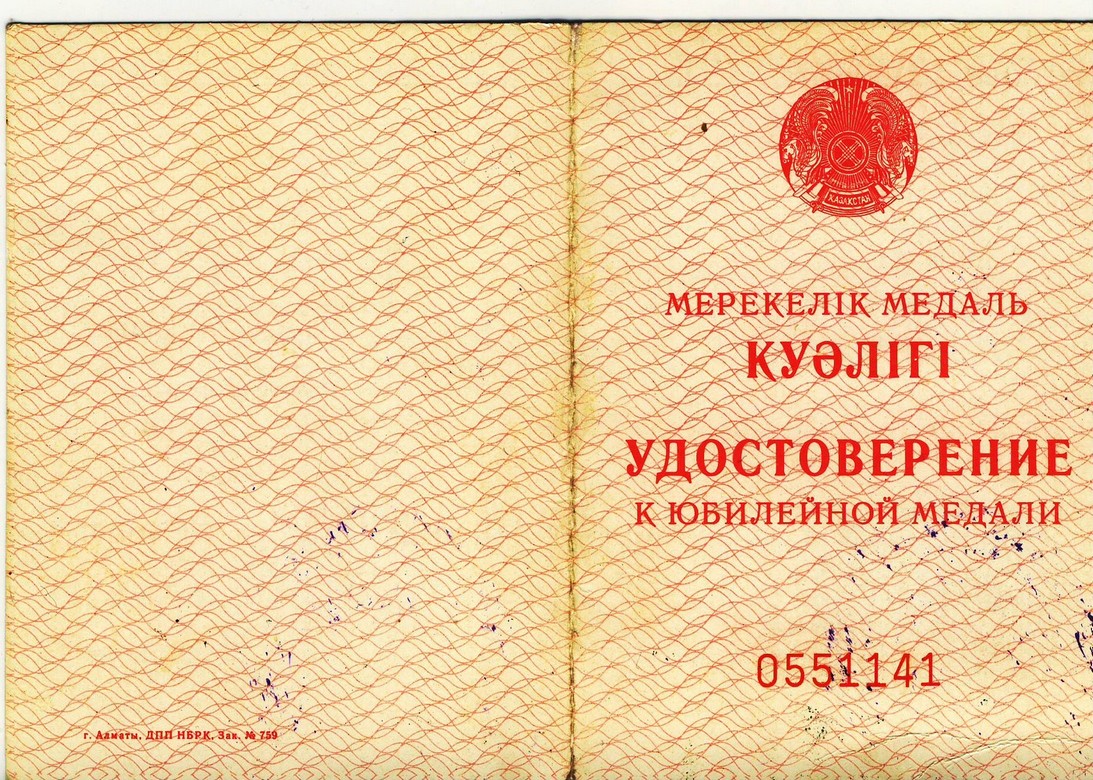 г. Алматы, ДПП НБРК, Зак. № 759
ҚАЗАҚСТАН
МЕРЕКЕЛІК МЕДАЛЬ
КУӘЛІГІ
УДОСТОВЕРЕНИЕ
К ЮБИЛЕЙНОЙ МЕДАЛИ
0551141